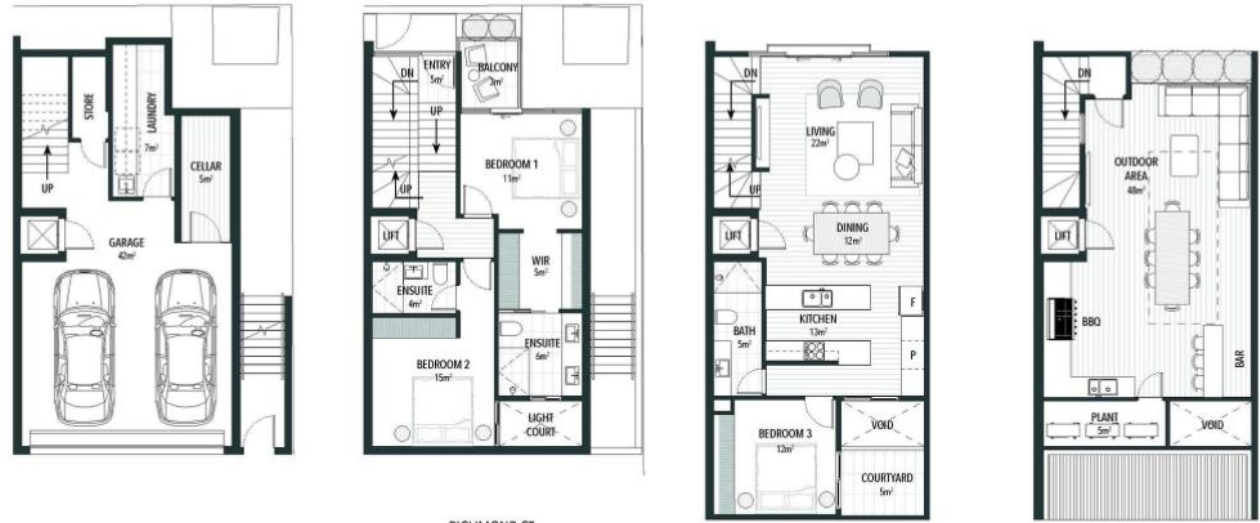 STORE
LAUNDRY
7m²
CELLAR
5m²
UP
GARAGE
42m²
ENTRY
5m²
BALCONY
3m²
DN
UP
BEDROOM 1
11m²
UP
LIFT
WIR
5m²
ENSUITE
4m²
ENSUITE
6m²
BEDROOM 2
15m²
LIGHT
COURT
DN
LIVING
22m²
UP
LIFT
DINING
12m²
F
KITCHEN
13m²
BATH
5m²
P
BEDROOM 3
12m²
VOID
COURTYARD
5m²
DN
OUTDOOR
AREA
48m²
LIFT
BBQ
BAR
PLANT
5m²
VOID